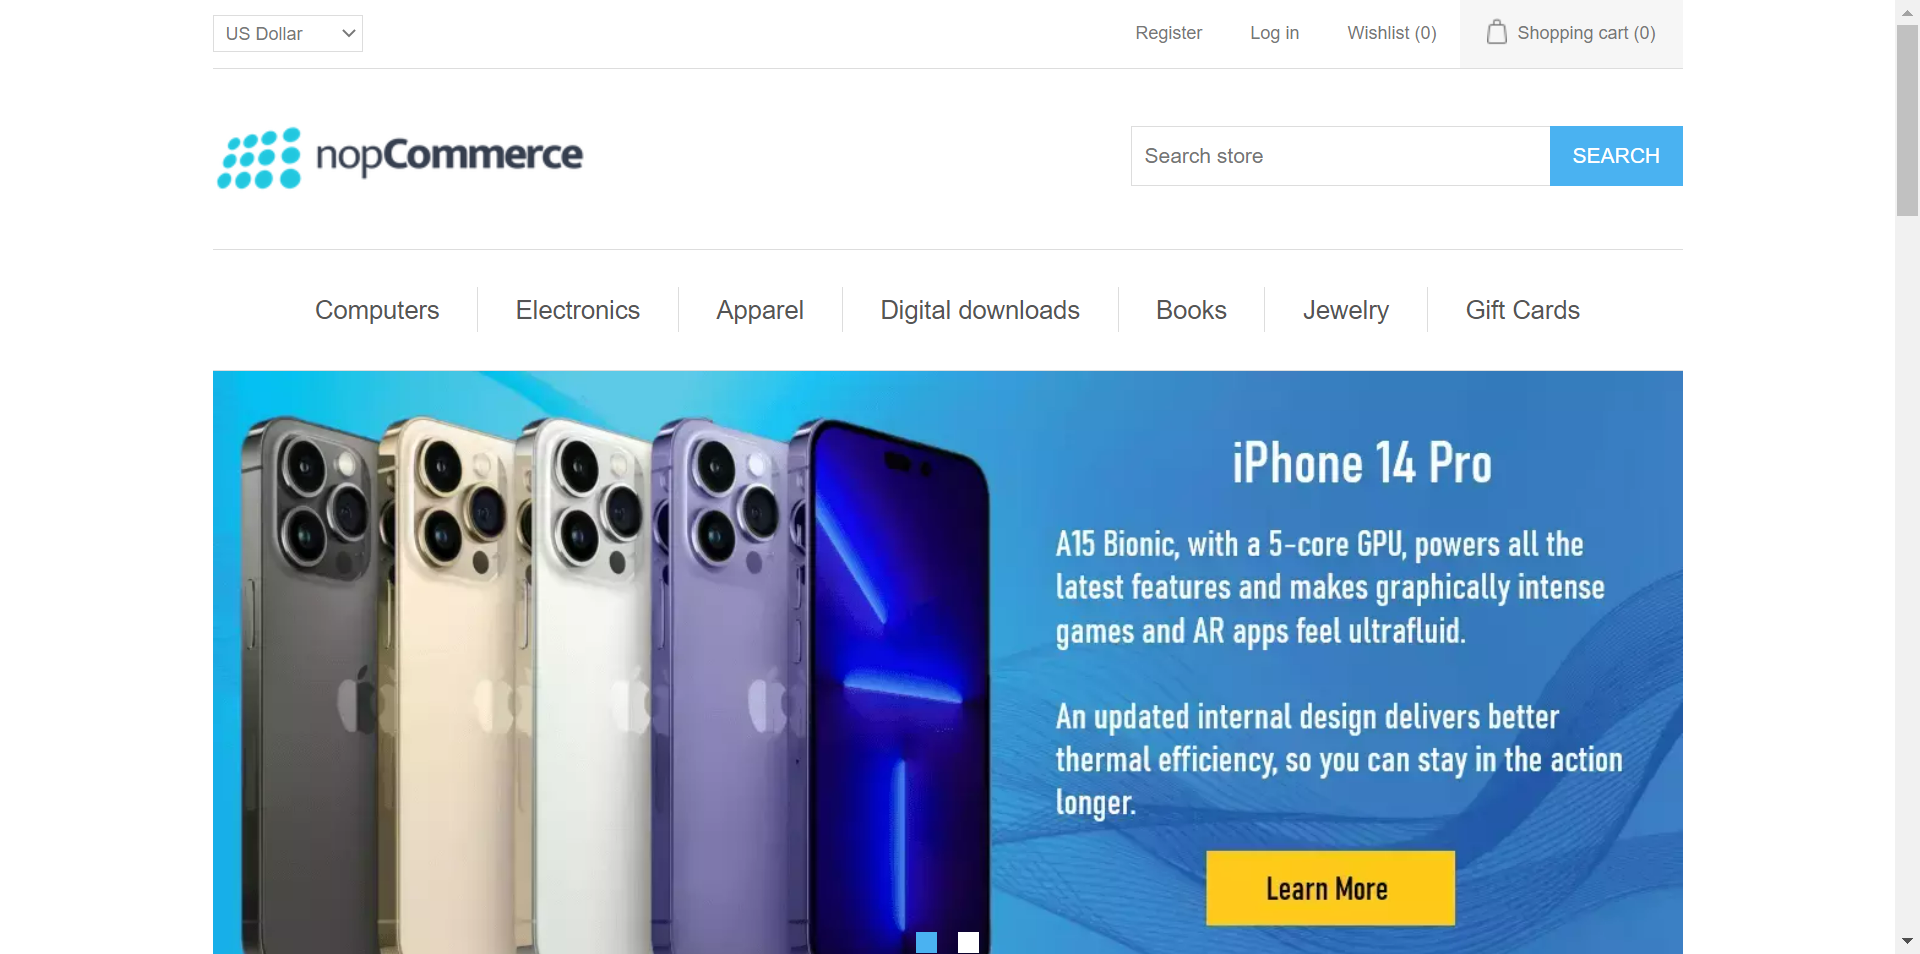 US Dollar
Register
Log in
Wishlist (0)
Shopping cart (0)
nopCommerce
Search store
SEARCH
Computers
Electronics
Apparel
Digital downloads
Books
Jewelry
Gift Cards
iPhone 14 Pro
A15 Bionic, with a 5-core GPU, powers all the
latest features and makes graphically intense
games and AR apps feel ultrafluid.
An updated internal design delivers better
thermal efficiency, so you can stay in the action
longer.
Learn More